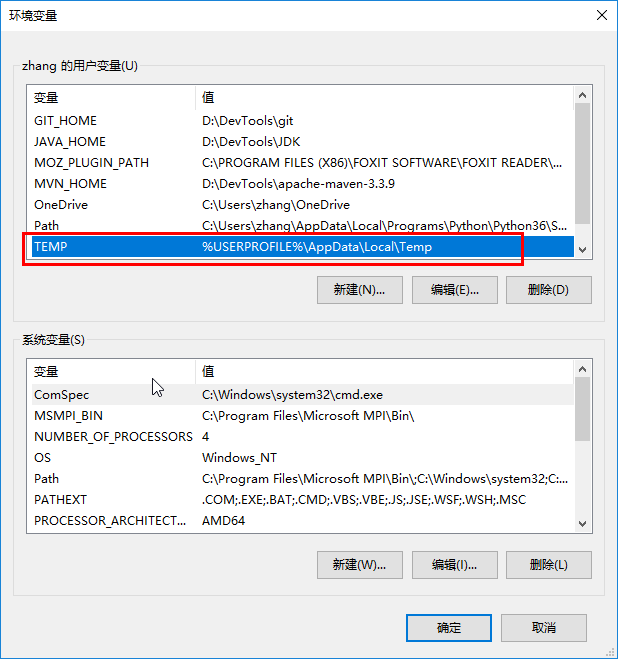 环境变量
zhang 的用户变量(U)
变量 值
GIT_HOME D:\DevTools\git
JAVA_HOME D:\DevTools\JDK
MOZ_PLUGIN_PATH C:\PROGRAM FILES (X86)\FOXIT SOFTWARE\FOXIT READER\...
MVN_HOME D:\DevTools\apache-maven-3.3.9
OneDrive C:\Users\zhang\OneDrive
Path C:\Users\zhang\AppData\Local\Programs\Python\Python36\S...
TEMP %USERPROFILE%\AppData\Local\Temp
新建(N)... 编辑(E)... 删除(D)
系统变量(S)
变量 值
ComSpec C:\Windows\system32\cmd.exe
MSMPI_BIN C:\Program Files\Microsoft MPI\Bin\
NUMBER_OF_PROCESSORS 4
OS Windows_NT
Path C:\Program Files\Microsoft MPI\Bin\;C:\Windows\system32;C:...
PATHEXT .COM;.EXE;.BAT;.CMD;.VBS;.VBE;.JS;.JSE;.WSF;.WSH;.MSC
PROCESSOR_ARCHITECT... AMD64
新建(W)... 编辑(I)... 删除(L)
确定 取消